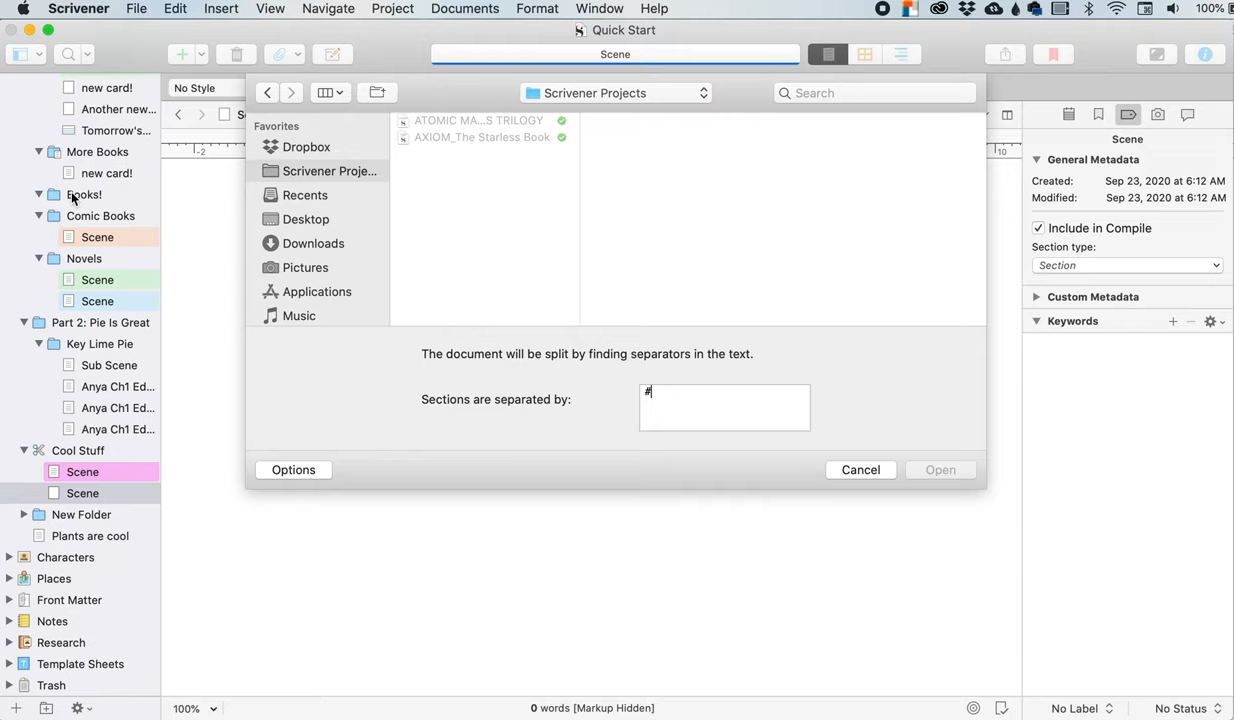 Scrivener File Edit Insert View Navigate Project Documents Format Window Help 100%
Quick Start
Scene
new card!
Another new...
Tomorrow's...
More Books
new card!
Books!
Comic Books
Scene
Novels
Scene
Scene
Part 2: Pie Is Great
Key Lime Pie
Sub Scene
Anya Ch1 Ed...
Anya Ch1 Ed...
Anya Ch1 Ed...
Cool Stuff
Scene
Scene
New Folder
Plants are cool
Characters
Places
Front Matter
Notes
Research
Template Sheets
Trash
No Style
Scrivener Projects
Search
Favorites
Dropbox
Scrivener Proje...
Recents
Desktop
Downloads
Pictures
Applications
Music
ATOMIC MA...S TRILOGY
AXIOM_The Starless Book
The document will be split by finding separators in the text.
Sections are separated by:
#
Options
Cancel
Open
-2
10
Scene
General Metadata
Created: Sep 23, 2020 at 6:12 AM
Modified: Sep 23, 2020 at 6:12 AM
Include in Compile
Section type:
Section
Custom Metadata
Keywords
100%
0 words [Markup Hidden]
No Label
No Status